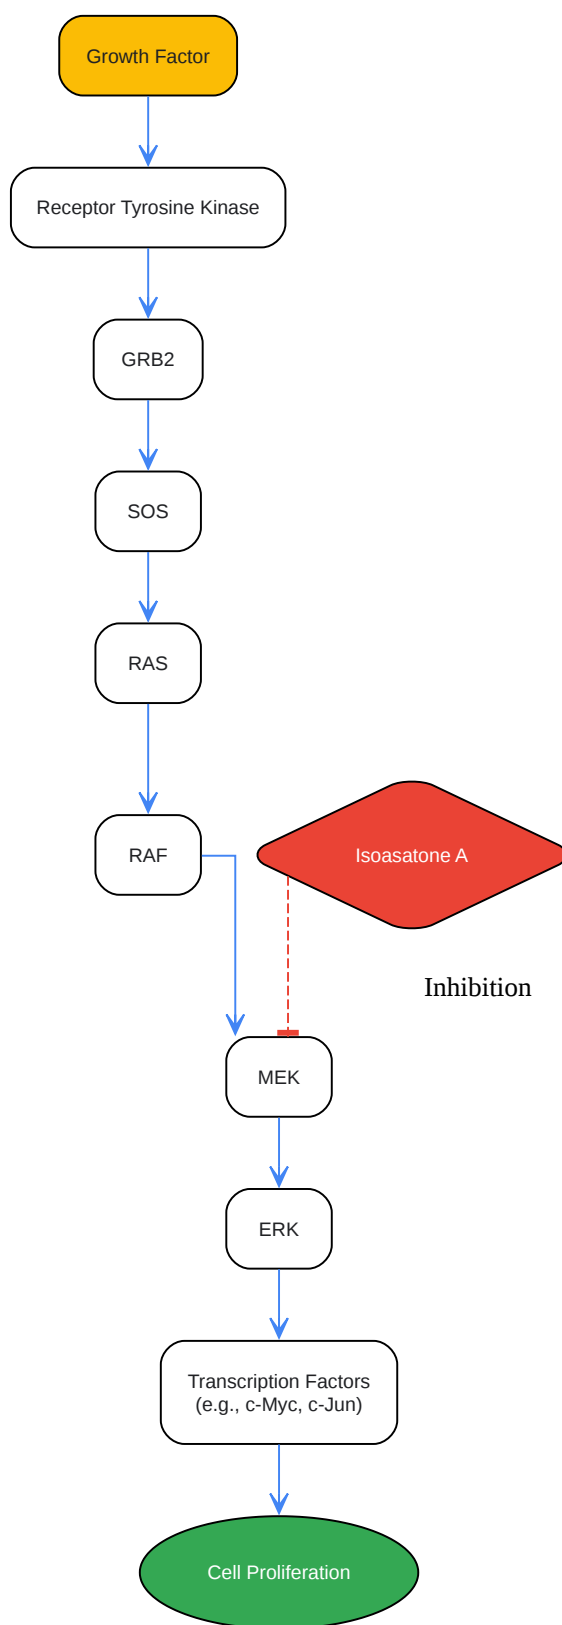 Growth Factor
Receptor Tyrosine Kinase
GRB2
SOS
RAS
RAF
Isoasatone A
Inhibition
MEK
ERK
Transcription Factors
(e.g., c-Myc, c-Jun)
Cell Proliferation